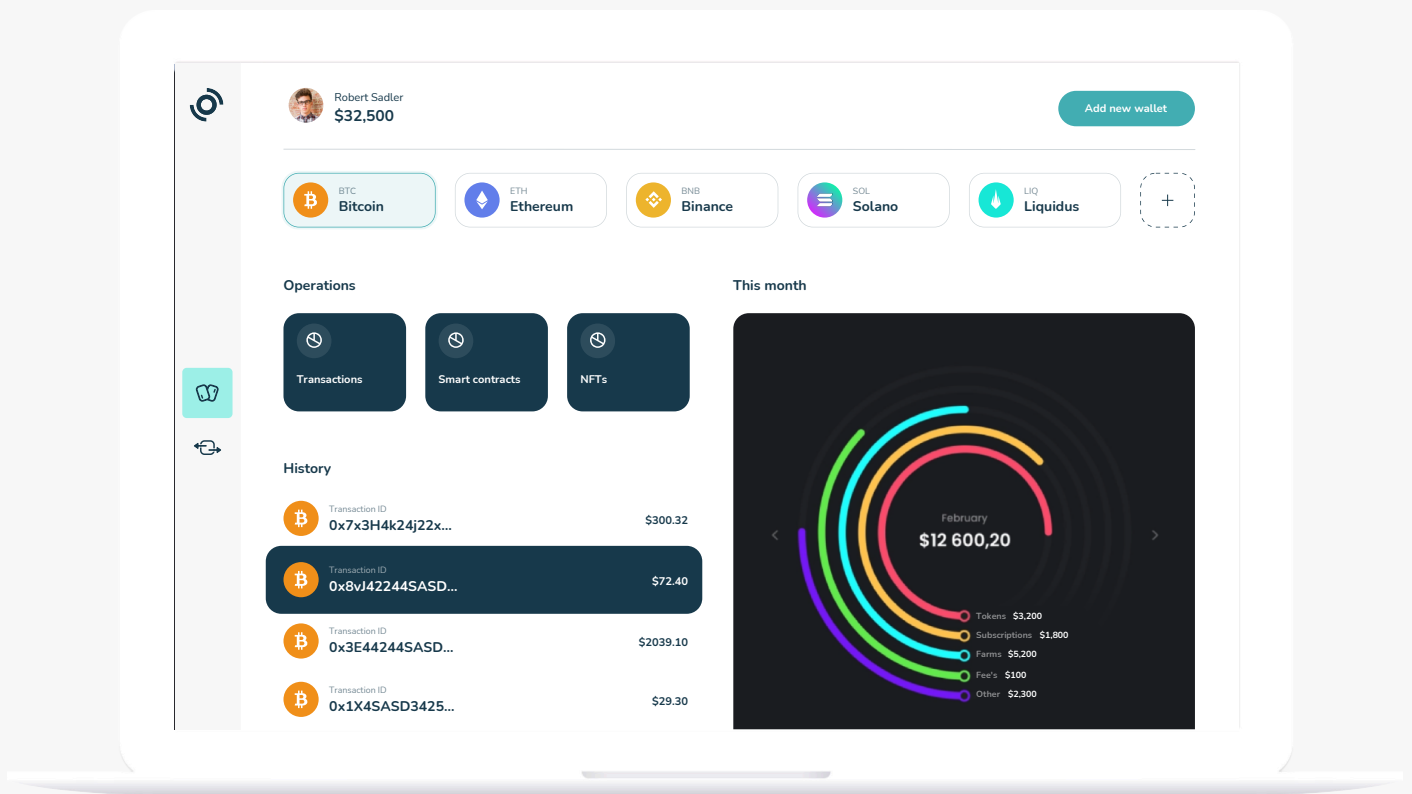 Robert Sadler
$32,500
Add new wallet
BTC
Bitcoin
ETH
Ethereum
BNB
Binance
SOL
Solano
LIQ
Liquidus
+
Operations
Transactions
Smart contracts
NFTs
History
Transaction ID
0x7x3H4k24j22x...
$300.32
Transaction ID
0x8vJ42244SASD...
$72.40
Transaction ID
0x3E44244SASD...
$2039.10
Transaction ID
0x1X4SASD3425...
$29.30
This month
February
$12 600,20
Tokens $3,200
Subscriptions $1,800
Farms $5,200
Fee's $100
Other $2,300